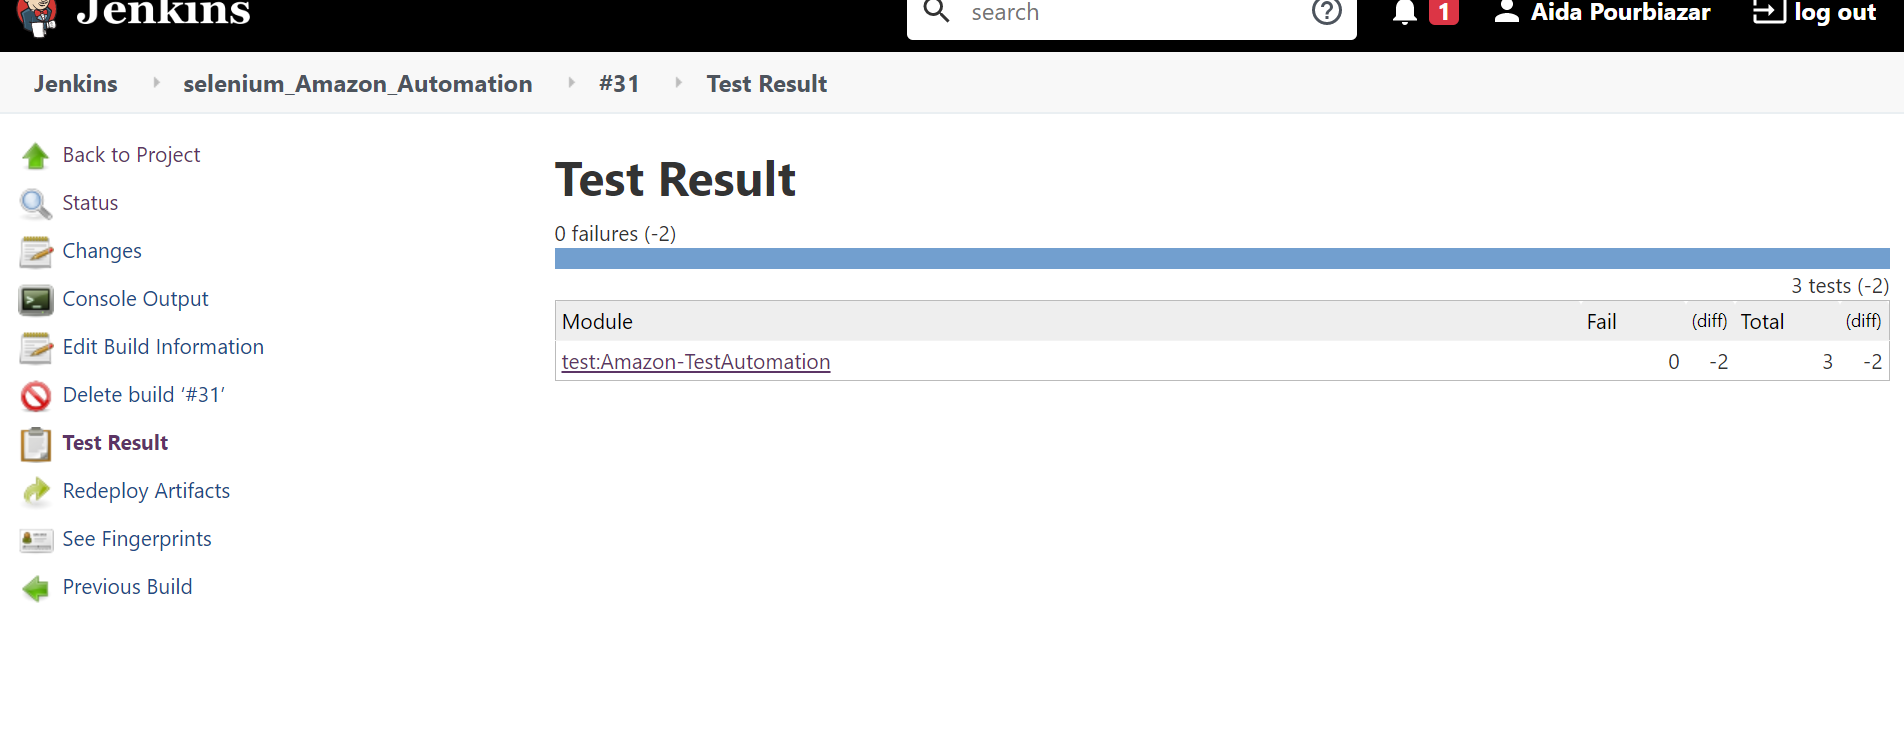 Jenkins
search
1
Aida Pourbiazar
log out
Jenkins
selenium_Amazon_Automation
#31
Test Result
Back to Project
Status
Changes
Console Output
Edit Build Information
Delete build ‘#31’
Test Result
Redeploy Artifacts
See Fingerprints
Previous Build
Test Result
0 failures (-2)
3 tests (-2)
Module Fail (diff) Total (diff)
test:Amazon-TestAutomation 0 -2 3 -2